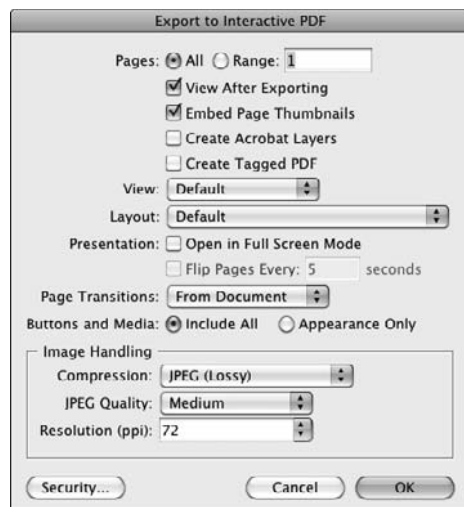 Export to Interactive PDF
Pages: All Range: 1
View After Exporting
Embed Page Thumbnails
Create Acrobat Layers
Create Tagged PDF
View: Default
Layout: Default
Presentation: Open in Full Screen Mode
Flip Pages Every: 5 seconds
Page Transitions: From Document
Buttons and Media: Include All Appearance Only
Image Handling
Compression: JPEG (Lossy)
JPEG Quality: Medium
Resolution (ppi): 72
Security... Cancel OK